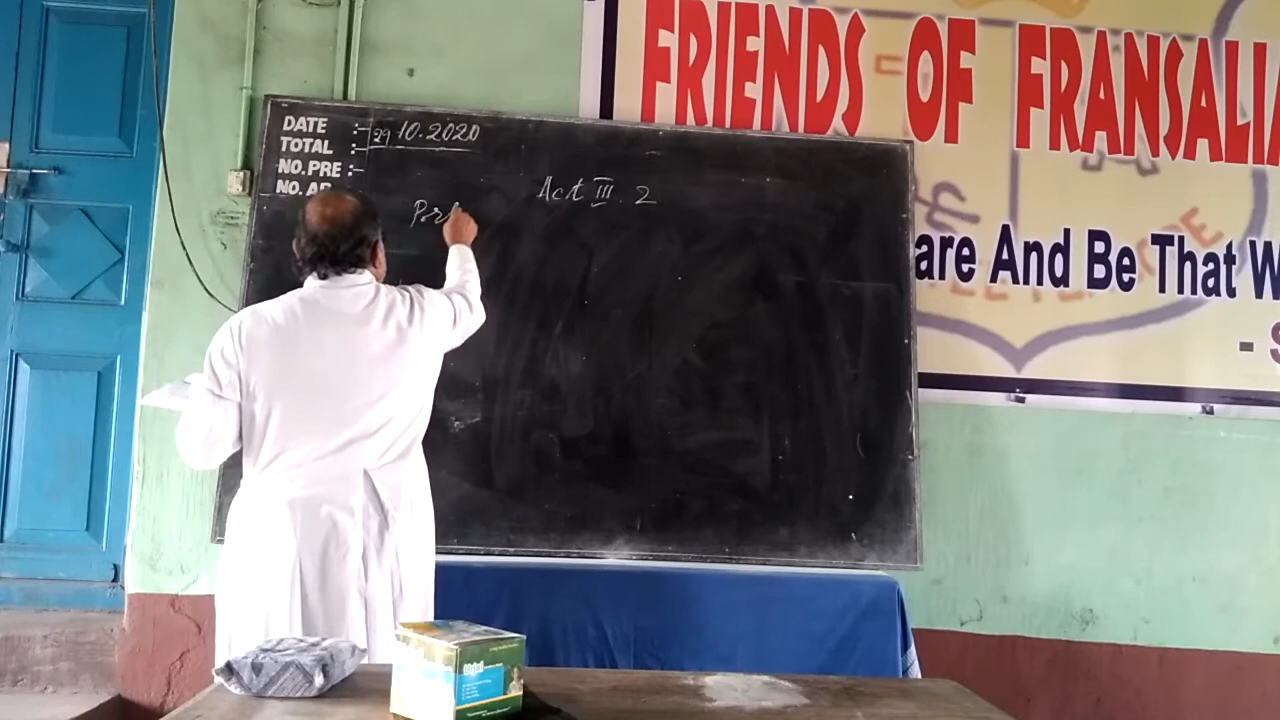 FRIENDS OF FRANSALIA
are And Be That W
- S
DATE :- 29 10.2020
TOTAL :-
NO.PRE :-
NO. AB
Act III. 2
Urjal